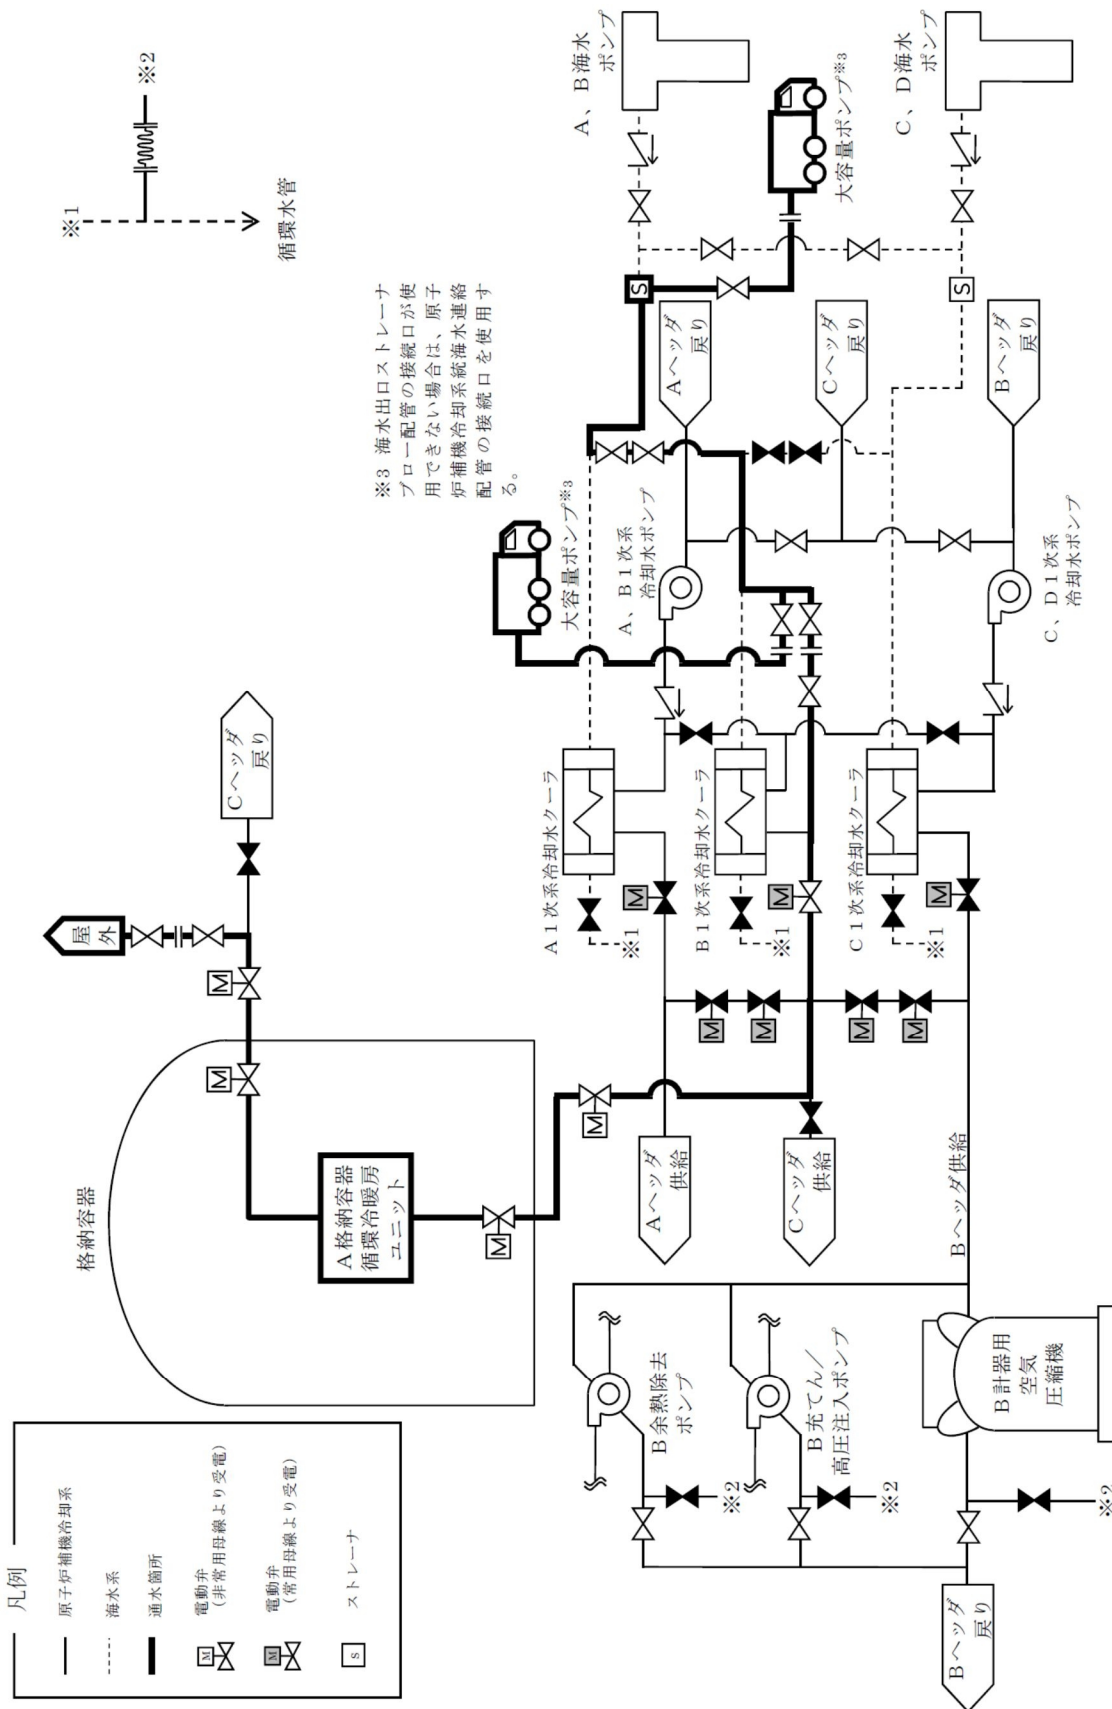 凡例
原子炉補機冷却系
海水系
通水箇所
M
電動弁
(非常用母線より受電)
M
電動弁
(常用母線より受電)
S
ストレーナ
格納容器
A格納容器
循環冷暖房
ユニット
M
M
M
M
屋外
Cヘッダ
戻り
※1
※2
循環水管
※3 海水出口ストレーナ
ブロー配管の接続口が使
用できない場合は、原子
炉補機冷却系統海水連絡
配管の接続口を使用す
る。
大容量ポンプ※3
A、B海水
ポンプ
大容量ポンプ※3
C、D海水
ポンプ
S
S
Aヘッダ
戻り
Cヘッダ
戻り
Bヘッダ
戻り
A、B1次系
冷却水ポンプ
C、D1次系
冷却水ポンプ
A1次系冷却水クーラ
M
※1
B1次系冷却水クーラ
M
※1
C1次系冷却水クーラ
M
※1
M
M
M
M
Aヘッダ
供給
Cヘッダ
供給
Bヘッダ供給
B余熱除去
ポンプ
※2
B充てん/
高圧注入ポンプ
※2
B計器用
空気
圧縮機
※2
Bヘッダ
戻り